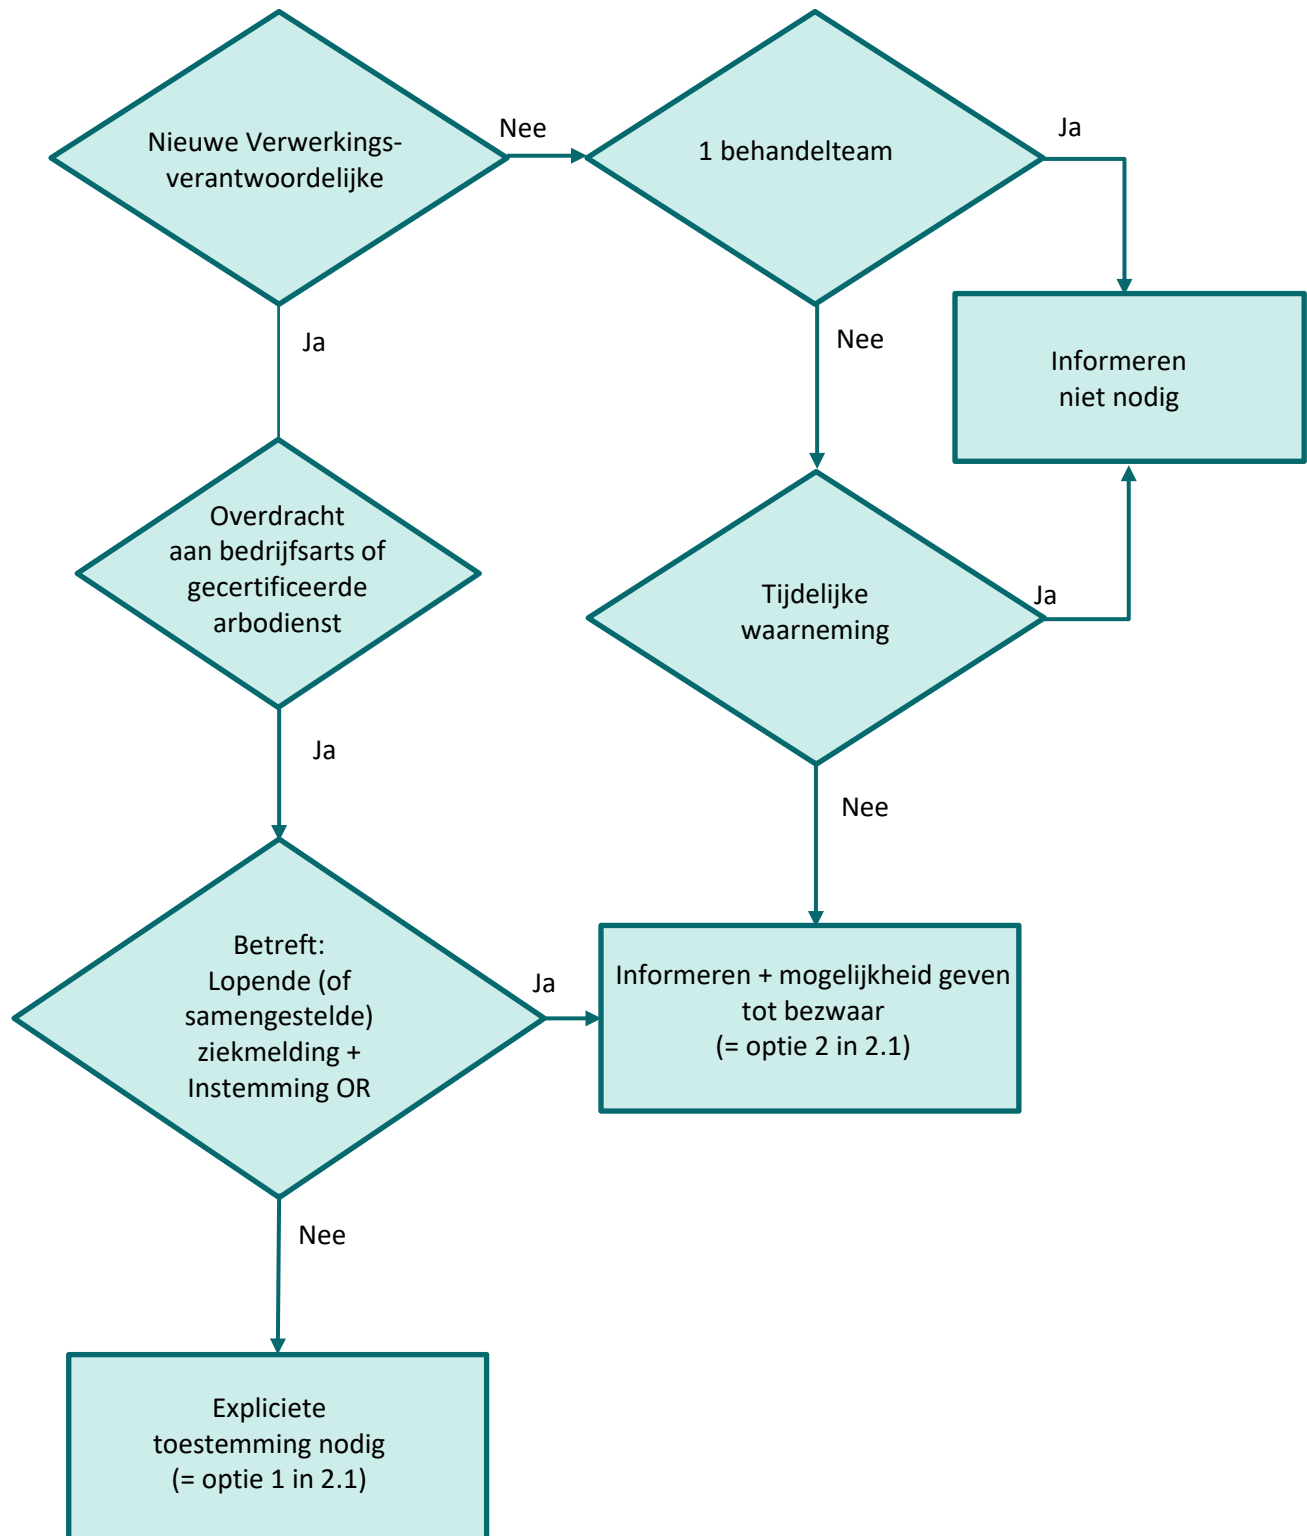 Nieuwe Verwerkings-
verantwoordelijke
Nee
1 behandelteam
Ja
Ja
Nee
Informeren
niet nodig
Overdracht
aan bedrijfsarts of
gecertificeerde
arbodienst
Tijdelijke
waarneming
Ja
Ja
Nee
Betreft:
Lopende (of
samengestelde)
ziekmelding +
Instemming OR
Ja
Informeren + mogelijkheid geven
tot bezwaar
(= optie 2 in 2.1)
Nee
Expliciete
toestemming nodig
(= optie 1 in 2.1)